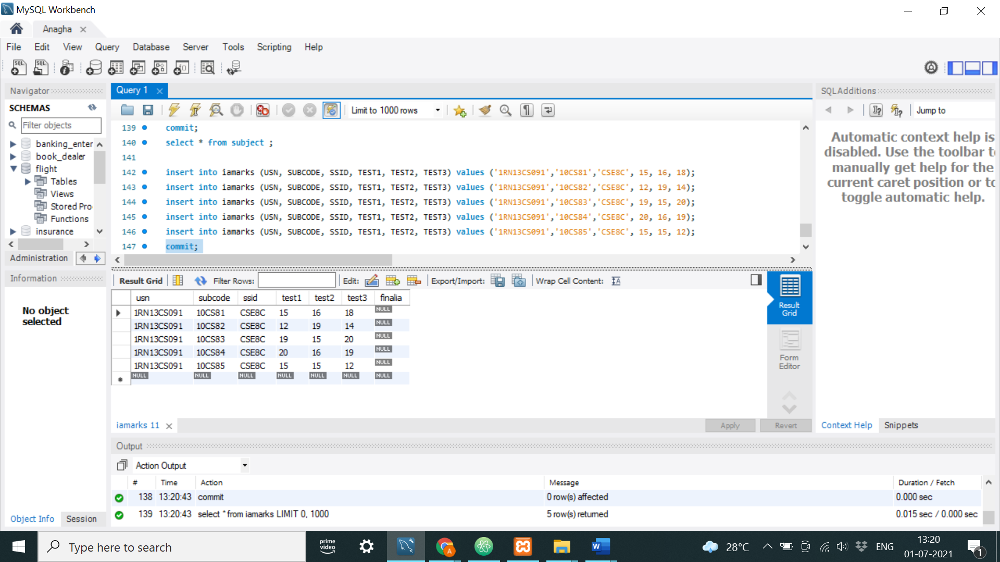 MySQL Workbench
Anagha
File Edit View Query Database Server Tools Scripting Help
Navigator
SCHEMAS
Filter objects
banking_enter
book_dealer
flight
Tables
Views
Stored Pro
Functions
insurance
Administration
Information
No object
selected
Object Info Session
Query 1
Limit to 1000 rows
139 commit;
140 select * from subject ;
141
142 insert into iamarks (USN, SUBCODE, SSID, TEST1, TEST2, TEST3) values ('1RN13CS091','10CS81','CSE8C', 15, 16, 18);
143 insert into iamarks (USN, SUBCODE, SSID, TEST1, TEST2, TEST3) values ('1RN13CS091','10CS82','CSE8C', 12, 19, 14);
144 insert into iamarks (USN, SUBCODE, SSID, TEST1, TEST2, TEST3) values ('1RN13CS091','10CS83','CSE8C', 19, 15, 20);
145 insert into iamarks (USN, SUBCODE, SSID, TEST1, TEST2, TEST3) values ('1RN13CS091','10CS84','CSE8C', 20, 16, 19);
146 insert into iamarks (USN, SUBCODE, SSID, TEST1, TEST2, TEST3) values ('1RN13CS091','10CS85','CSE8C', 15, 15, 12);
147 commit;
Result Grid Filter Rows: Edit: Export/Import: Wrap Cell Content:
usn subcode ssid test1 test2 test3 finalia
1RN13CS091 10CS81 CSE8C 15 16 18 NULL
1RN13CS091 10CS82 CSE8C 12 19 14 NULL
1RN13CS091 10CS83 CSE8C 19 15 20 NULL
1RN13CS091 10CS84 CSE8C 20 16 19 NULL
1RN13CS091 10CS85 CSE8C 15 15 12 NULL
NULL NULL NULL NULL NULL NULL NULL
Result
Grid
Form
Editor
iamarks 11
Apply Revert
SQLAdditions
Jump to
Automatic context help is
disabled. Use the toolbar to
manually get help for the
current caret position or to
toggle automatic help.
Context Help Snippets
Output
Action Output
# Time Action Message Duration / Fetch
138 13:20:43 commit 0 row(s) affected 0.000 sec
139 13:20:43 select * from iamarks LIMIT 0, 1000 5 row(s) returned 0.015 sec / 0.000 sec
Type here to search
prime
video
28°C
ENG
13:20
01-07-2021
1